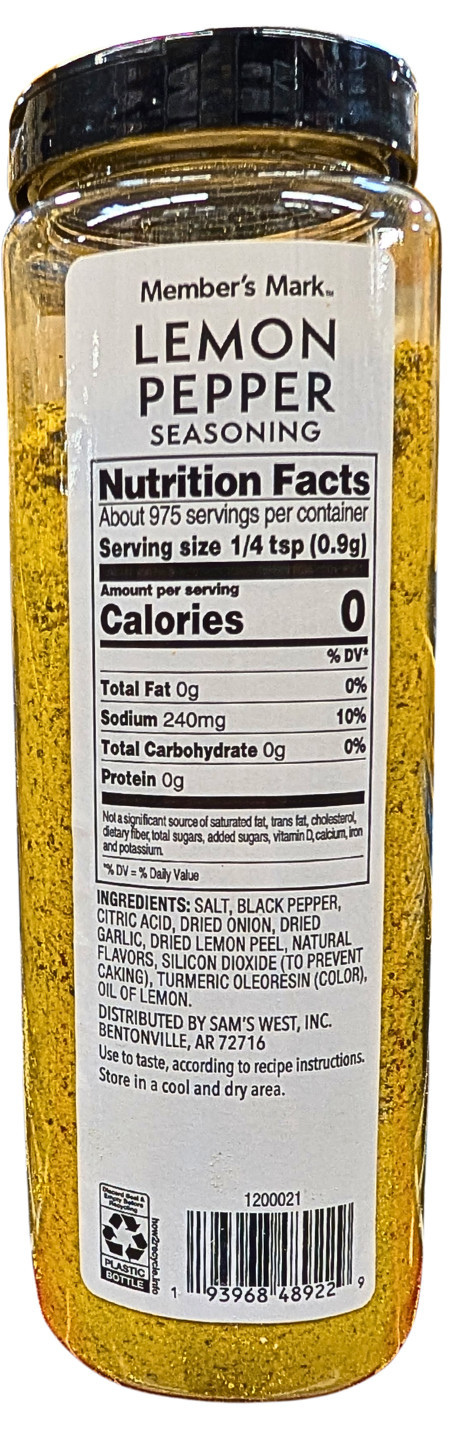 Member's Mark™
LEMON
PEPPER
SEASONING
Nutrition Facts
About 975 servings per container
Serving size 1/4 tsp (0.9g)
Amount per serving
Calories 0
% DV*
Total Fat 0g 0%
Sodium 240mg 10%
Total Carbohydrate 0g 0%
Protein 0g
Not a significant source of saturated fat, trans fat, cholesterol,
dietary fiber, total sugars, added sugars, vitamin D, calcium, iron
and potassium.
*% DV = % Daily Value
INGREDIENTS: SALT, BLACK PEPPER,
CITRIC ACID, DRIED ONION, DRIED
GARLIC, DRIED LEMON PEEL, NATURAL
FLAVORS, SILICON DIOXIDE (TO PREVENT
CAKING), TURMERIC OLEORESIN (COLOR),
OIL OF LEMON.
DISTRIBUTED BY SAM'S WEST, INC.
BENTONVILLE, AR 72716
Use to taste, according to recipe instructions.
Store in a cool and dry area.
Discard Seal &
Empty Before
Recycling
PLASTIC
BOTTLE
how2recycle.info
1200021
1 93968 48922 9